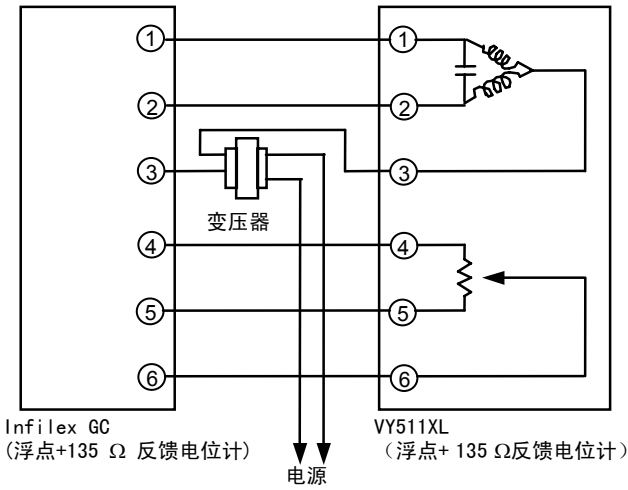 ① ①
② ②
③ ③
变压器
④ ④
⑤ ⑤
⑥ ⑥
Infilex GC
(浮点+135 Ω 反馈电位计)
VY511XL
（浮点+ 135 Ω反馈电位计）
电源